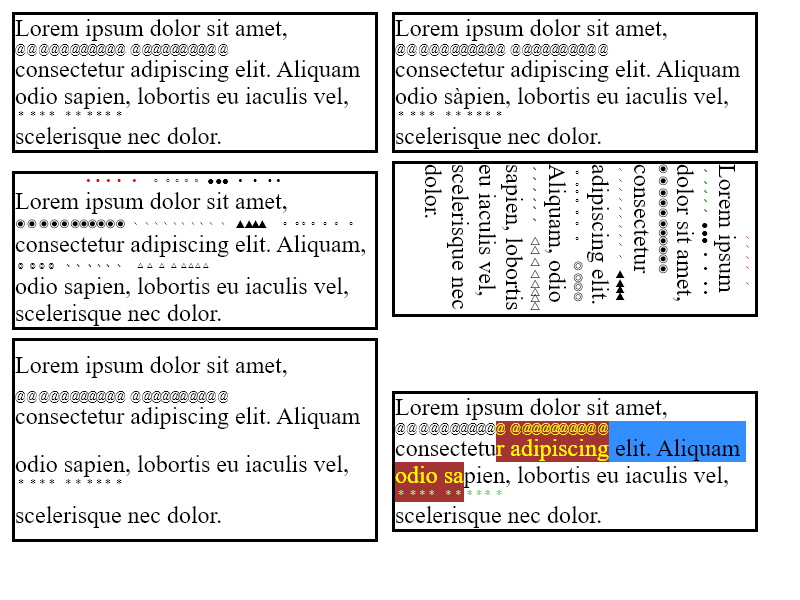 Lorem ipsum dolor sit amet,
consectetur adipiscing elit. Aliquam
odio sapien, lobortis eu iaculis vel,
scelerisque nec dolor.
Lorem ipsum dolor sit amet,
consectetur adipiscing elit. Aliquam
odio sàpien, lobortis eu iaculis vel,
scelerisque nec dolor.
Lorem ipsum dolor sit amet,
consectetur adipiscing elit. Aliquam,
odio sapien, lobortis eu iaculis vel,
scelerisque nec dolor.
Lorem ipsum
dolor sit amet,
consectetur
adipiscing elit.
Aliquam, odio
sapien, lobortis
eu iaculis vel,
scelerisque nec
dolor.
Lorem ipsum dolor sit amet,
consectetur adipiscing elit. Aliquam
odio sapien, lobortis eu iaculis vel,
scelerisque nec dolor.
Lorem ipsum dolor sit amet,
consectetur adipiscing elit. Aliquam
odio sapien, lobortis eu iaculis vel,
scelerisque nec dolor.